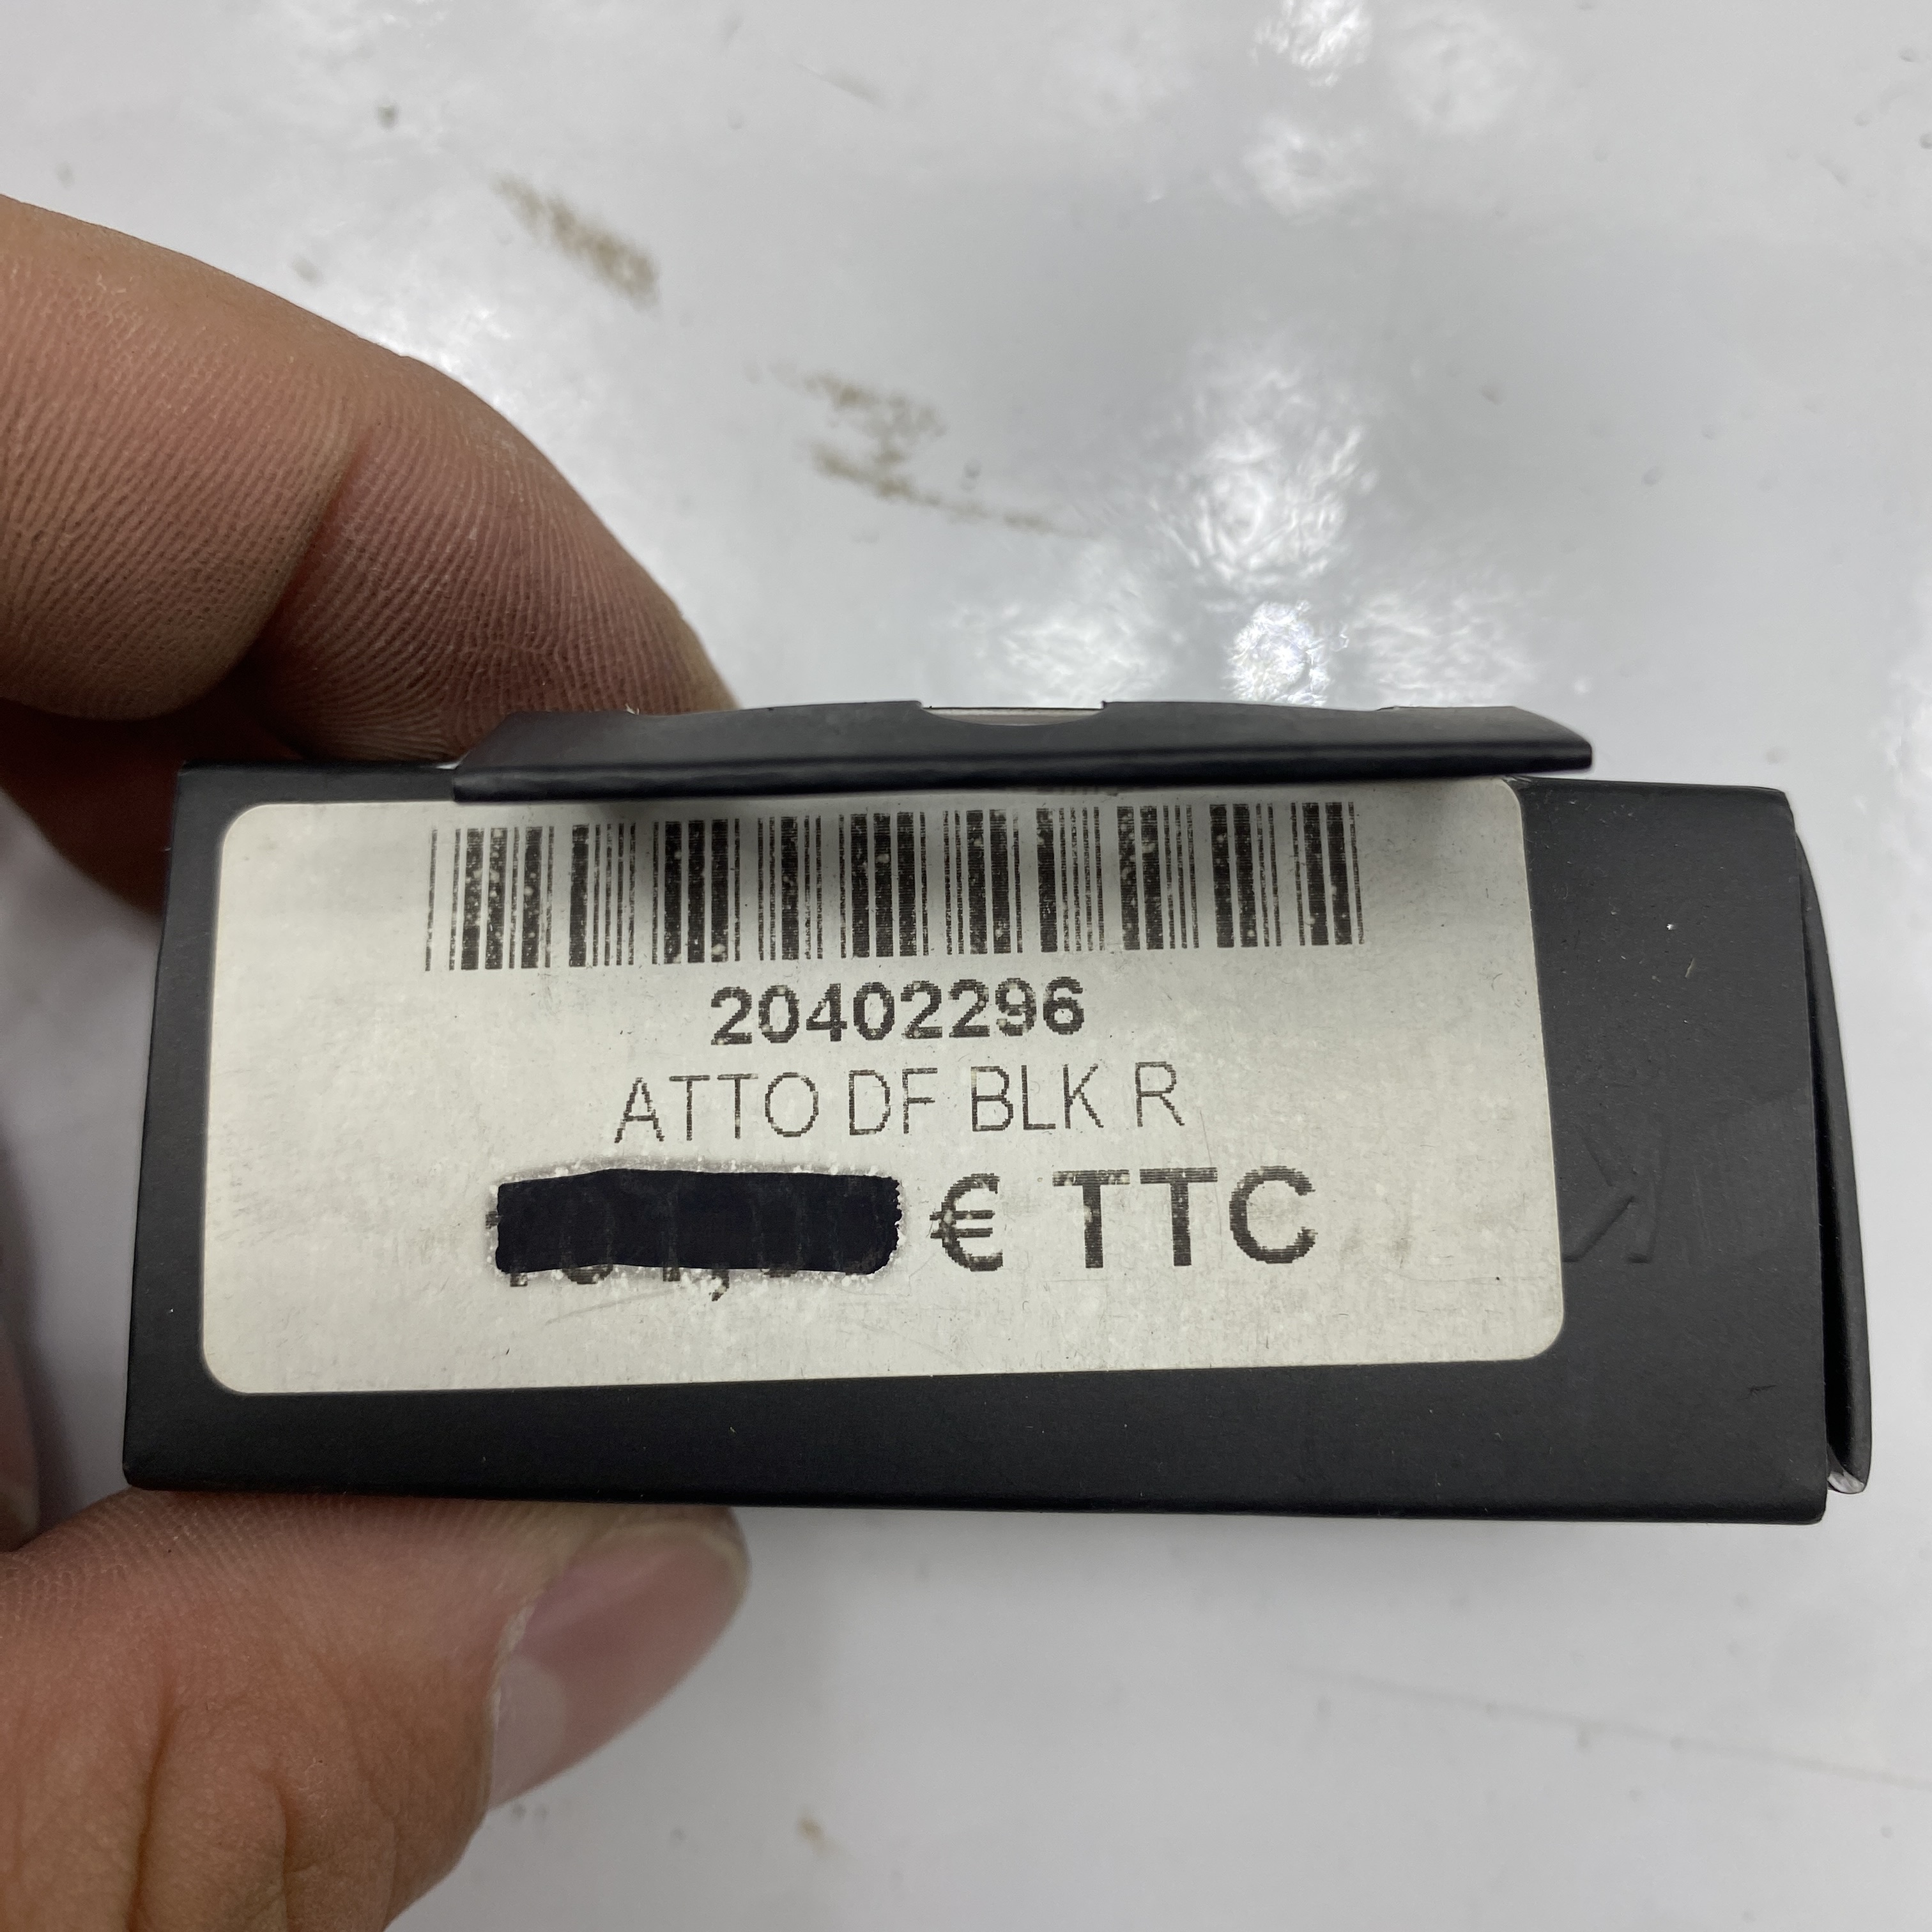 20402296
ATTO DF BLK R
€ TTC